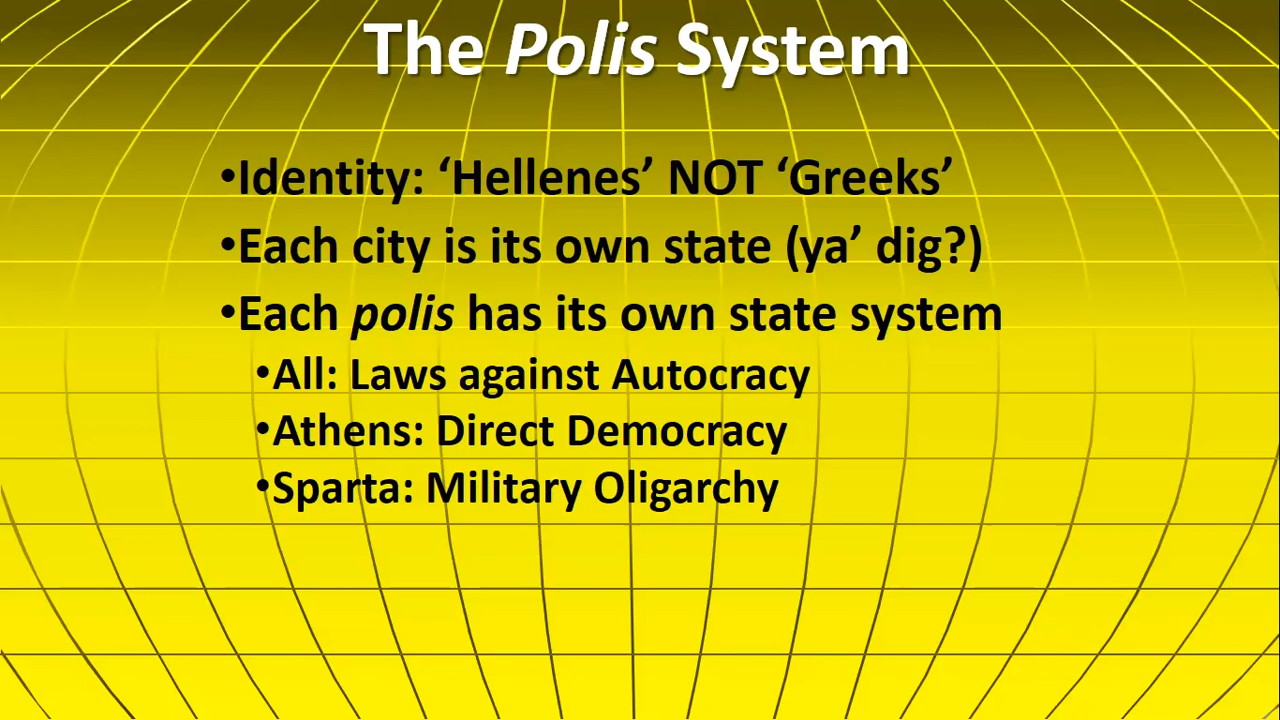 The Polis System
•Identity: ‘Hellenes’ NOT ‘Greeks’
•Each city is its own state (ya’ dig?)
•Each polis has its own state system
•All: Laws against Autocracy
•Athens: Direct Democracy
•Sparta: Military Oligarchy